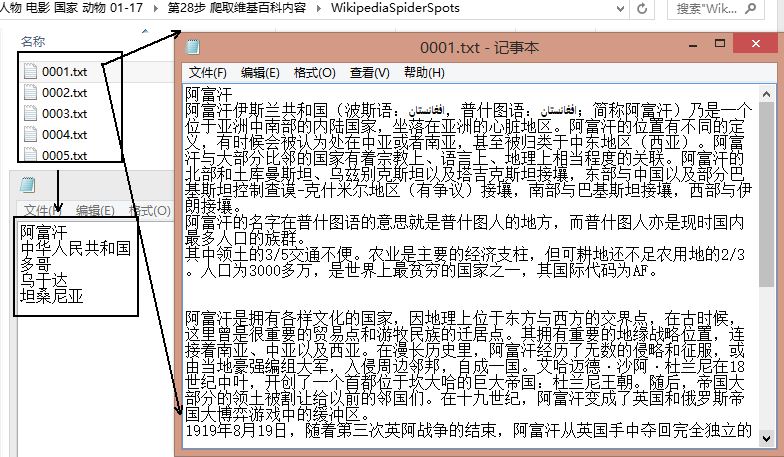 人物 电影 国家 动物 01-17 ▸ 第28步 爬取维基百科内容 ▸ WikipediaSpiderSpots
搜索"Wik...
名称
0001.txt
0002.txt
0003.txt
0004.txt
0005.txt
文件(F) 编辑(E) 格式(O)
阿富汗
中华人民共和国
多哥
乌干达
坦桑尼亚
0001.txt - 记事本
文件(F) 编辑(E) 格式(O) 查看(V) 帮助(H)
阿富汗
阿富汗伊斯兰共和国（波斯语：افغانستان，普什图语：افغانستان；简称阿富汗）乃是一个
位于亚洲中南部的内陆国家，坐落在亚洲的心脏地区。阿富汗的位置有不同的定
义，有时候会被认为处在中亚或者南亚，甚至被归类于中东地区（西亚）。阿富
汗与大部分比邻的国家有着宗教上、语言上、地理上相当程度的关联。阿富汗的
北部和土库曼斯坦、乌兹别克斯坦以及塔吉克斯坦接壤，东部与中国以及部分巴
基斯坦控制查谟-克什米尔地区（有争议）接壤，南部与巴基斯坦接壤，西部与伊
朗接壤。
阿富汗的名字在普什图语的意思就是普什图人的地方，而普什图人亦是现时国内
最多人口的族群。
其中领土的3/5交通不便。农业是主要的经济支柱，但可耕地还不足农用地的2/3
。人口为3000多万，是世界上最贫穷的国家之一，其国际代码为AF。
阿富汗是拥有各样文化的国家，因地理上位于东方与西方的交界点，在古时候，
这里曾是很重要的贸易点和游牧民族的迁居点。其拥有重要的地缘战略位置，连
接着南亚、中亚以及西亚。在漫长历史里，阿富汗经历了无数的侵略和征服，或
由当地豪强编组大军，入侵周边邻邦，自成一国。艾哈迈德·沙阿·杜兰尼在18
世纪中叶，开创了一个首都位于坎大哈的巨大帝国：杜兰尼王朝。随后，帝国大
部分的领土被割让给以前的邻国们。在十九世纪，阿富汗变成了英国和俄罗斯帝
国大博弈游戏中的缓冲区。
1919年8月19日，随着第三次英阿战争的结束，阿富汗从英国手中夺回完全独立的